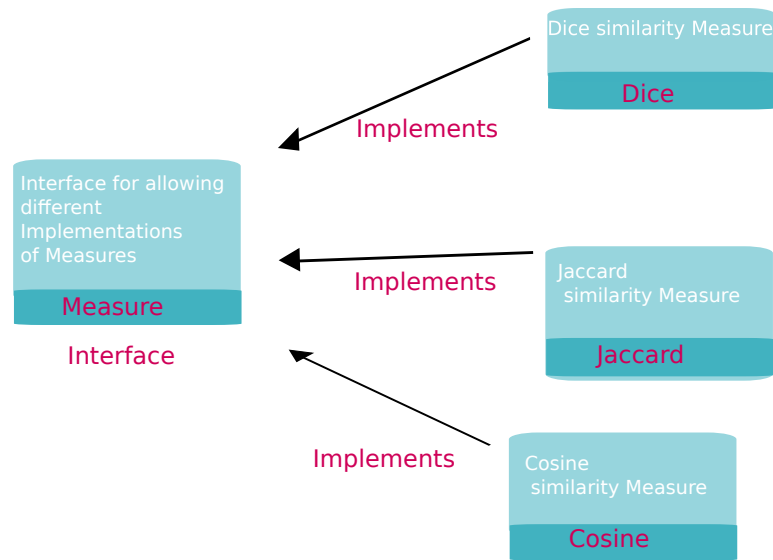 Dice similarity Measure
Dice
Implements
Interface for allowing
different
Implementations
of Measures
Measure
Interface
Implements
Jaccard
similarity Measure
Jaccard
Implements
Cosine
similarity Measure
Cosine